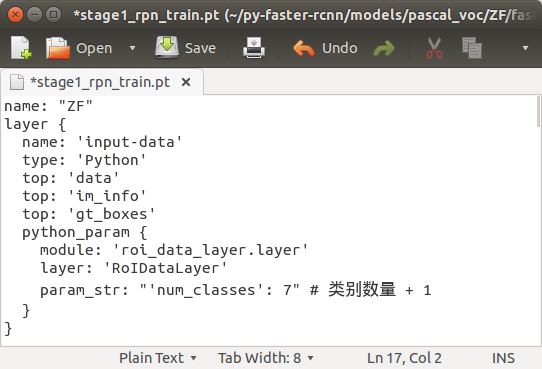 *stage1_rpn_train.pt (~/py-faster-rcnn/models/pascal_voc/ZF/fas
Open Save Undo
*stage1_rpn_train.pt
name: "ZF"
layer {
  name: 'input-data'
  type: 'Python'
  top: 'data'
  top: 'im_info'
  top: 'gt_boxes'
  python_param {
    module: 'roi_data_layer.layer'
    layer: 'RoIDataLayer'
    param_str: "'num_classes': 7" # 类别数量 + 1
  }
}
Plain Text Tab Width: 8 Ln 17, Col 2 INS